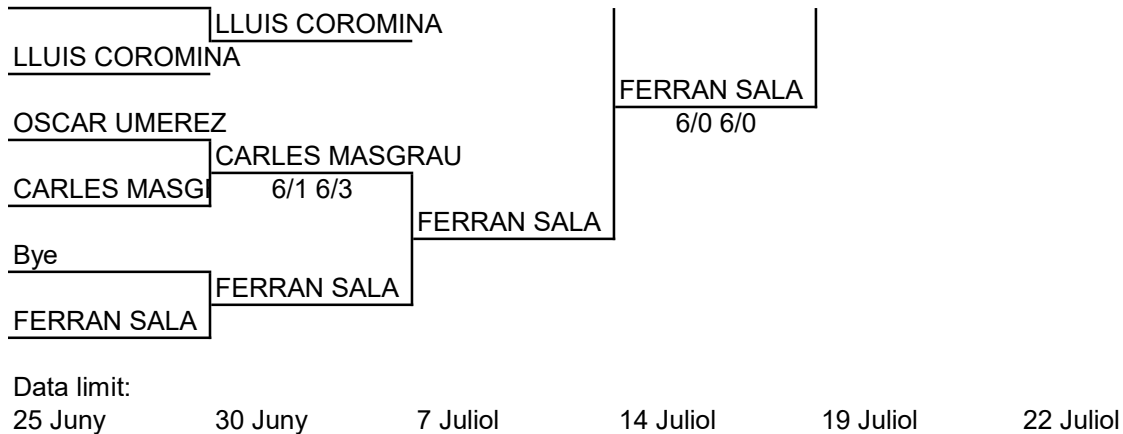 LLUIS COROMINA
LLUIS COROMINA
FERRAN SALA
OSCAR UMEREZ
6/0 6/0
CARLES MASGRAU
CARLES MASG
6/1 6/3
FERRAN SALA
Bye
FERRAN SALA
FERRAN SALA
Data limit:
25 Juny 30 Juny 7 Juliol 14 Juliol 19 Juliol 22 Juliol